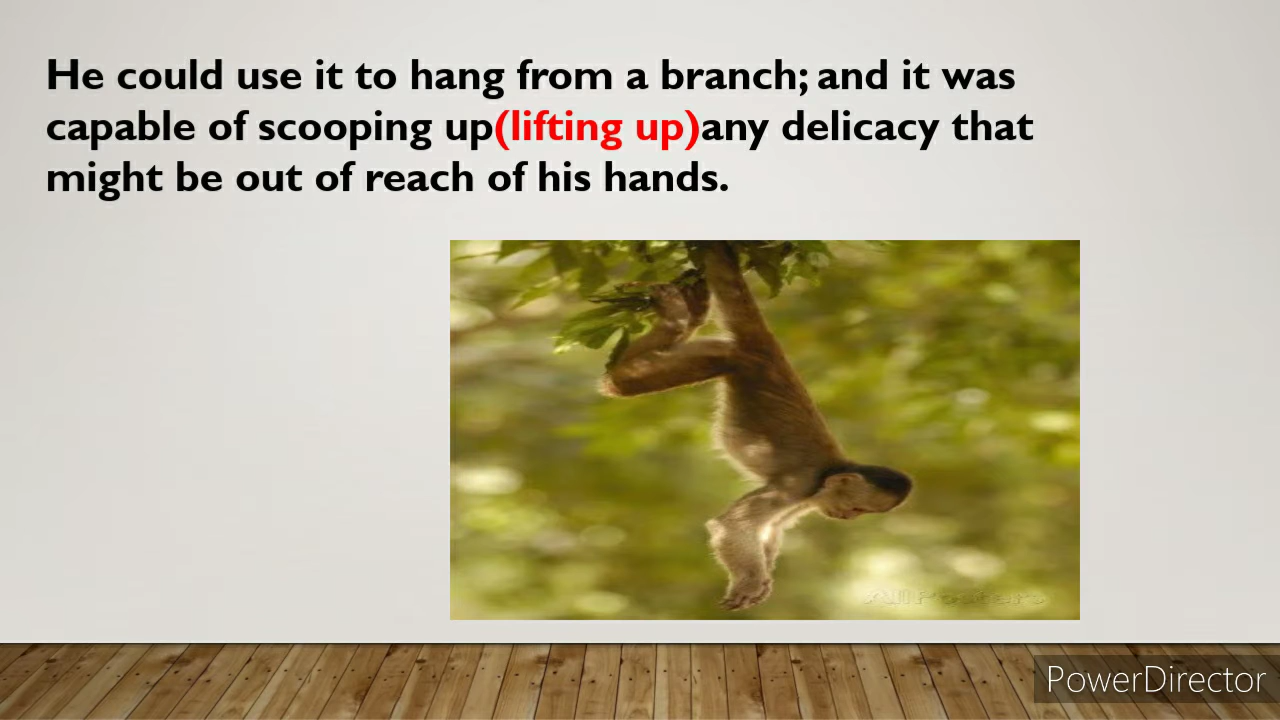 He could use it to hang from a branch; and it was
capable of scooping up(lifting up)any delicacy that
might be out of reach of his hands.
AllPosters
PowerDirector